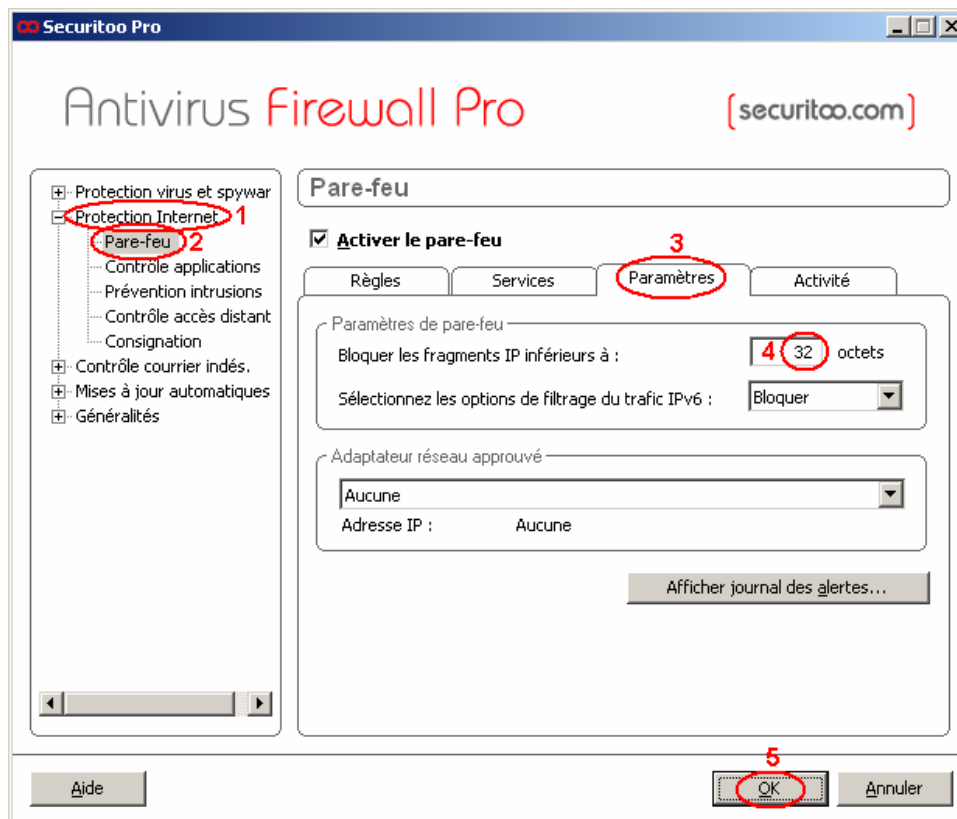 Securitoo Pro
Antivirus Firewall Pro
[securitoo.com]
Protection virus et spywar
Protection Internet 1
Pare-feu 2
Contrôle applications
Prévention intrusions
Contrôle accès distant
Consignation
Contrôle courrier indés.
Mises à jour automatiques
Généralités
Pare-feu
Activer le pare-feu
3
Règles Services Paramètres Activité
Paramètres de pare-feu
Bloquer les fragments IP inférieurs à : 4 32 octets
Sélectionnez les options de filtrage du trafic IPv6 : Bloquer
Adaptateur réseau approuvé
Aucune
Adresse IP : Aucune
Afficher journal des alertes...
5
Aide OK Annuler